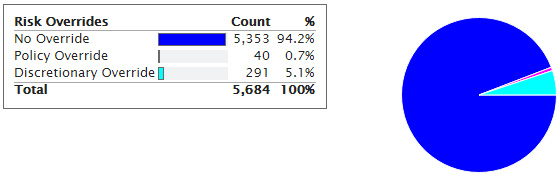 Risk Overrides Count %
No Override 5,353 94.2%
Policy Override 40 0.7%
Discretionary Override 291 5.1%
Total 5,684 100%